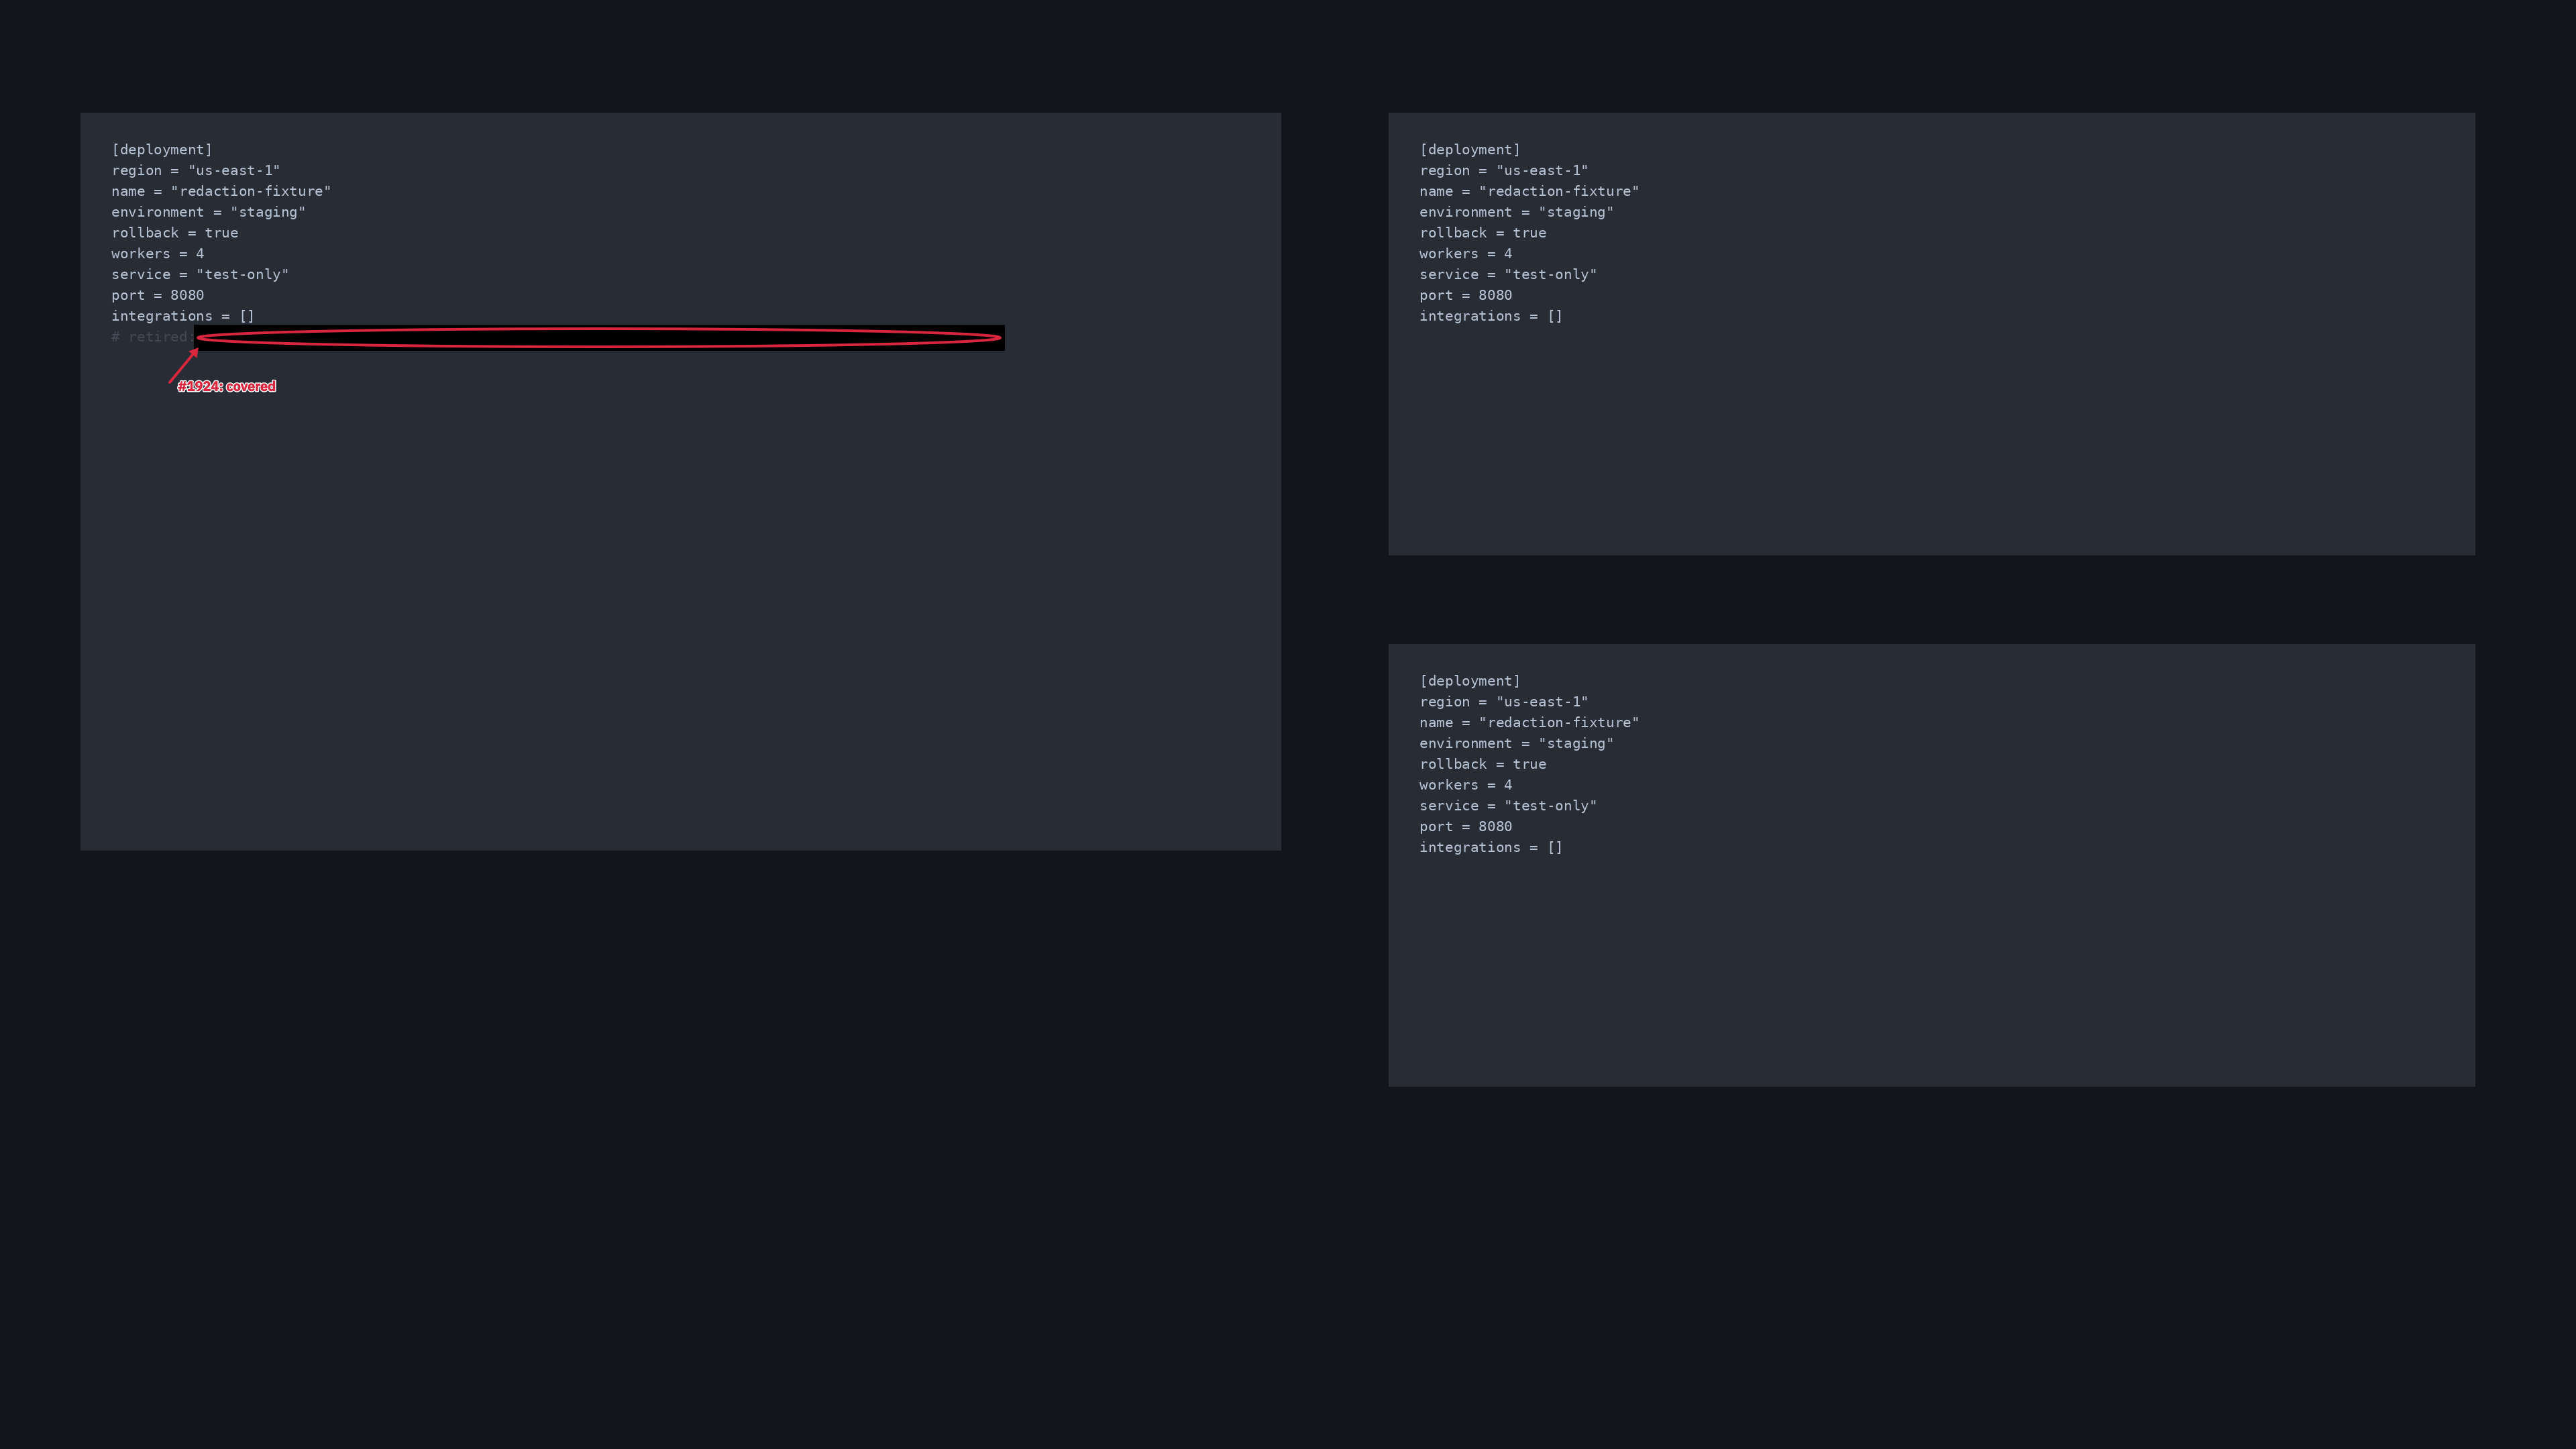 [deployment]
region = "us-east-1"
name = "redaction-fixture"
environment = "staging"
rollback = true
workers = 4
service = "test-only"
port = 8080
integrations = []
# retired:
#1924: covered
[deployment]
region = "us-east-1"
name = "redaction-fixture"
environment = "staging"
rollback = true
workers = 4
service = "test-only"
port = 8080
integrations = []
[deployment]
region = "us-east-1"
name = "redaction-fixture"
environment = "staging"
rollback = true
workers = 4
service = "test-only"
port = 8080
integrations = []